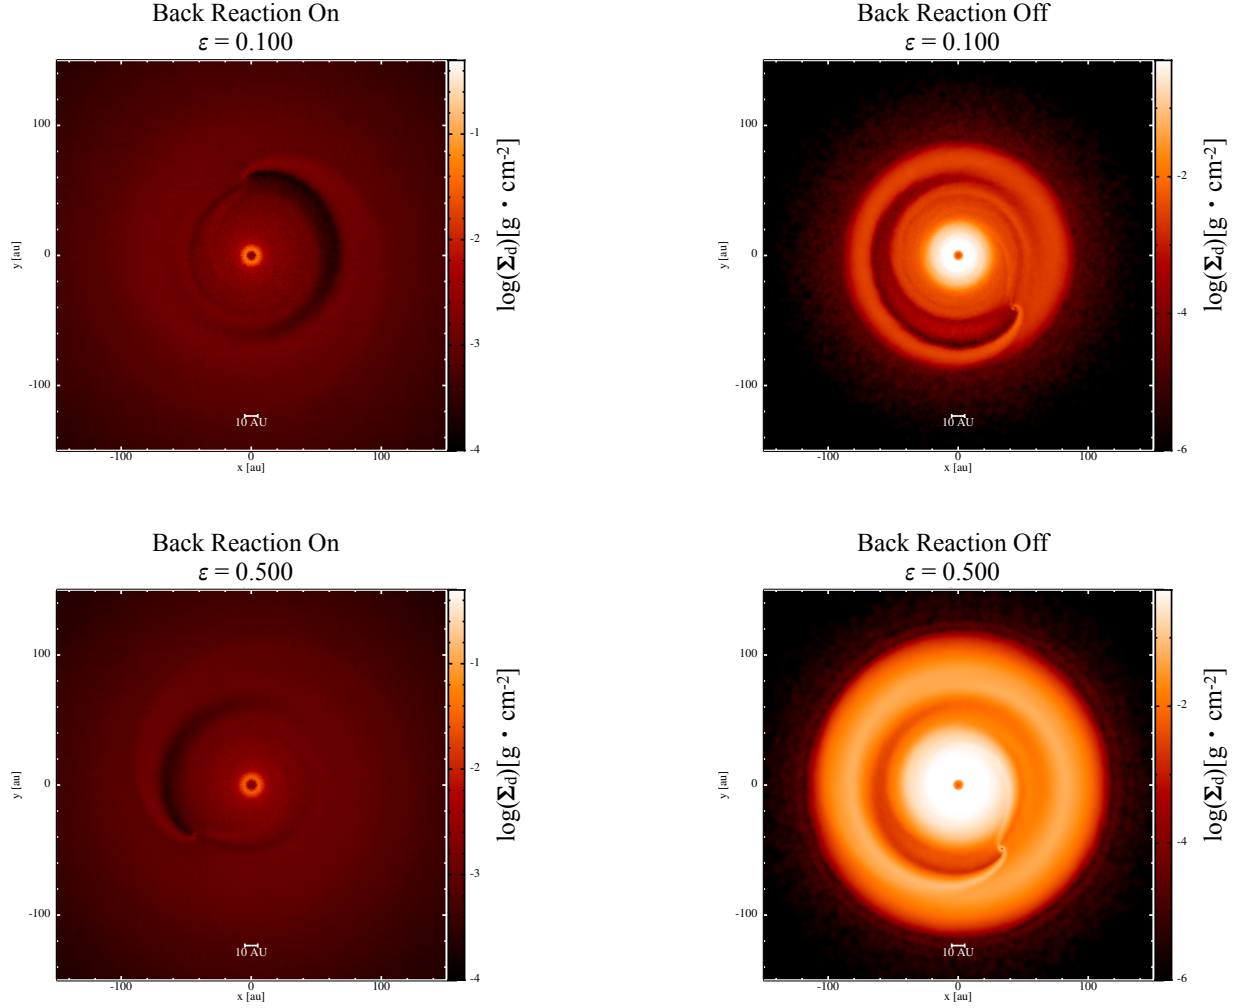 Back Reaction On
ε = 0.100
100
0
-100
y [au]
-100
0
100
x [au]
10 AU
-1
-2
-3
-4
log(Σd)[g · cm-2]
Back Reaction Off
ε = 0.100
100
0
-100
y [au]
-100
0
100
x [au]
10 AU
-2
-4
-6
log(Σd)[g · cm-2]
Back Reaction On
ε = 0.500
100
0
-100
y [au]
-100
0
100
x [au]
10 AU
-1
-2
-3
-4
log(Σd)[g · cm-2]
Back Reaction Off
ε = 0.500
100
0
-100
y [au]
-100
0
100
x [au]
10 AU
-2
-4
-6
log(Σd)[g · cm-2]